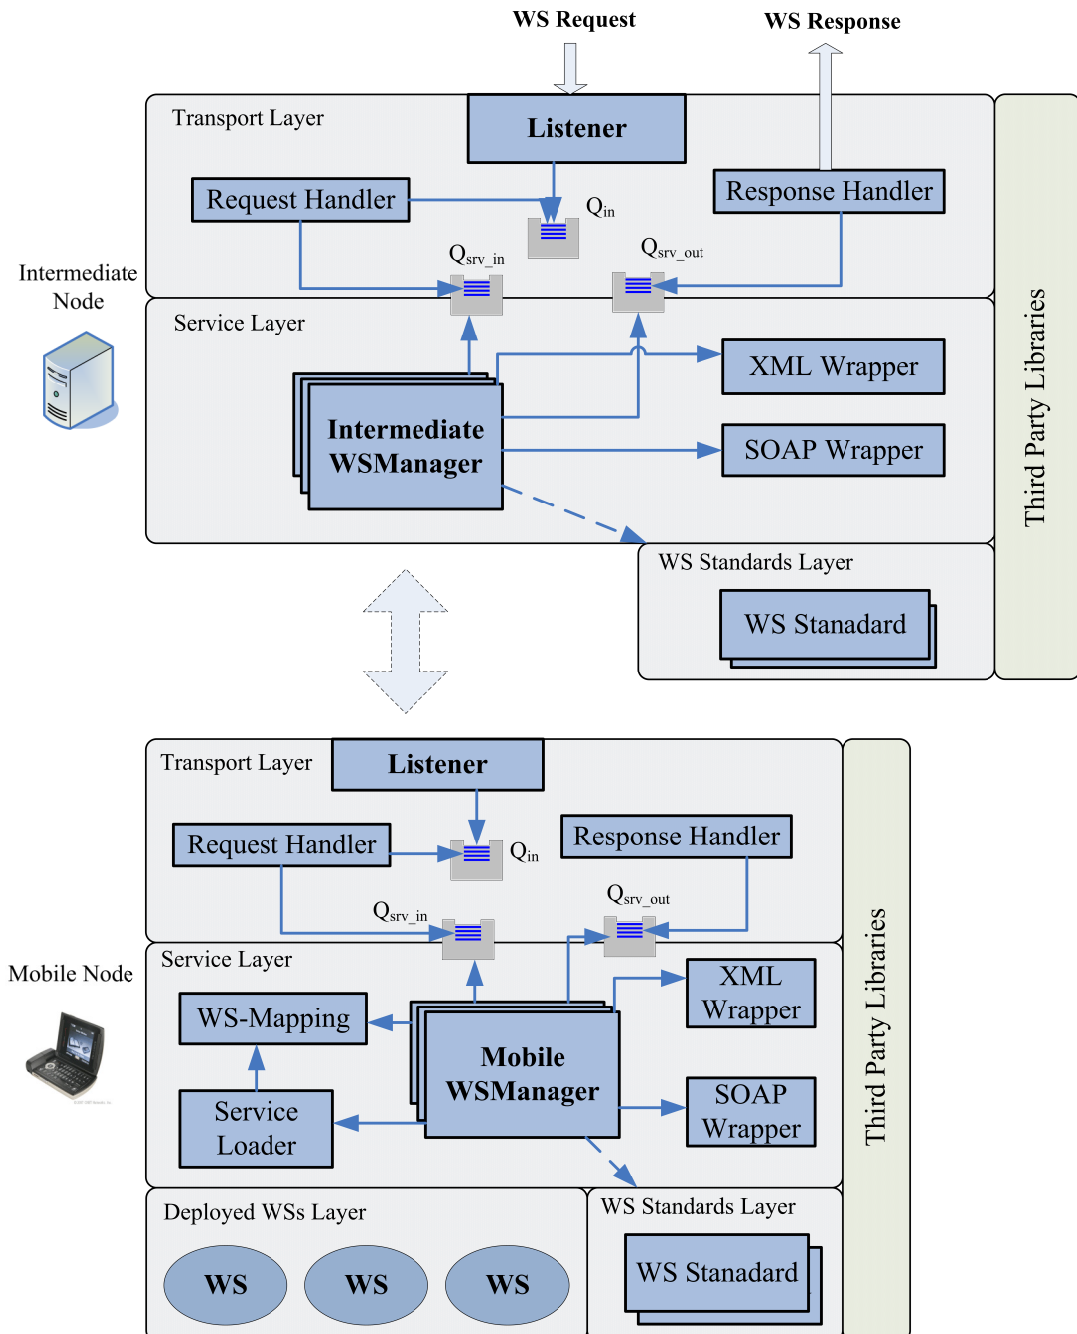 WS Request
WS Response
Transport Layer
Listener
Request Handler
Response Handler
Qin
Qsrv_in
Qsrv_out
Intermediate
Node
Service Layer
XML Wrapper
Intermediate
WSManager
SOAP Wrapper
Third Party Libraries
WS Standards Layer
WS Stanadard
Transport Layer
Listener
Request Handler
Response Handler
Qin
Qsrv_in
Qsrv_out
Mobile Node
Service Layer
WS-Mapping
XML
Wrapper
Mobile
WSManager
Service
Loader
SOAP
Wrapper
Third Party Libraries
Deployed WSs Layer
WS
WS
WS
WS Standards Layer
WS Stanadard